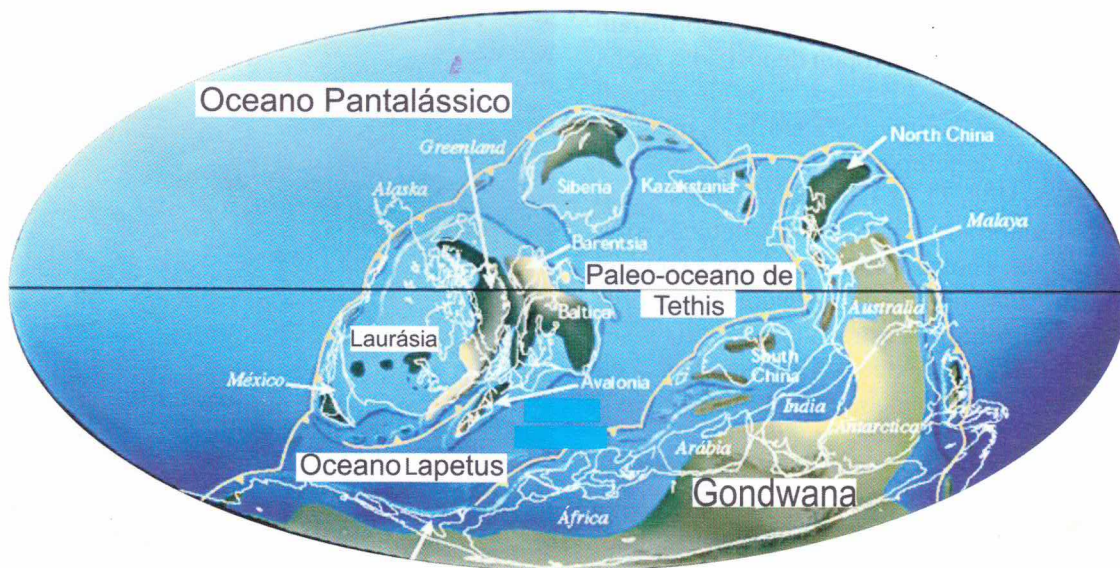 Oceano Pantalássico
Greenland
North China
Alaska
Siberia
Kazakstania
Malaya
Barentsia
Paleo-oceano de
Tethis
Baltica
Australia
Laurásia
South
China
México
Avalonia
India
Antarctica
Arábia
Oceano Lapetus
Gondwana
África